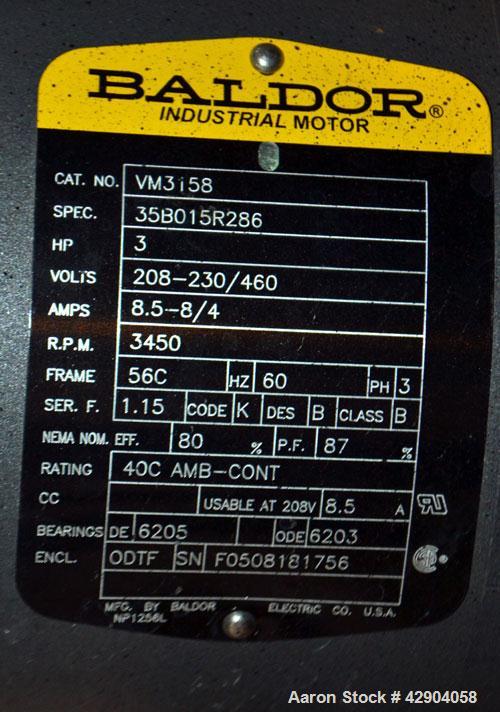 BALDOR®
INDUSTRIAL MOTOR
CAT. NO. VM3158
SPEC. 35B015R286
HP 3
VOLTS 208-230/460
AMPS 8.5-8/4
R.P.M. 3450
FRAME 56C HZ 60 PH 3
SER. F. 1.15 CODE K DES B CLASS B
NEMA NOM. EFF. 80 % P.F. 87 %
RATING 40C AMB-CONT
CC USABLE AT 208V 8.5 A
BEARINGS DE 6205 ODE 6203
ENCL. ODTF SN F0508181756
MFG. BY BALDOR ELECTRIC CO. U.S.A.
NP1256L
Aaron Stock # 42904058